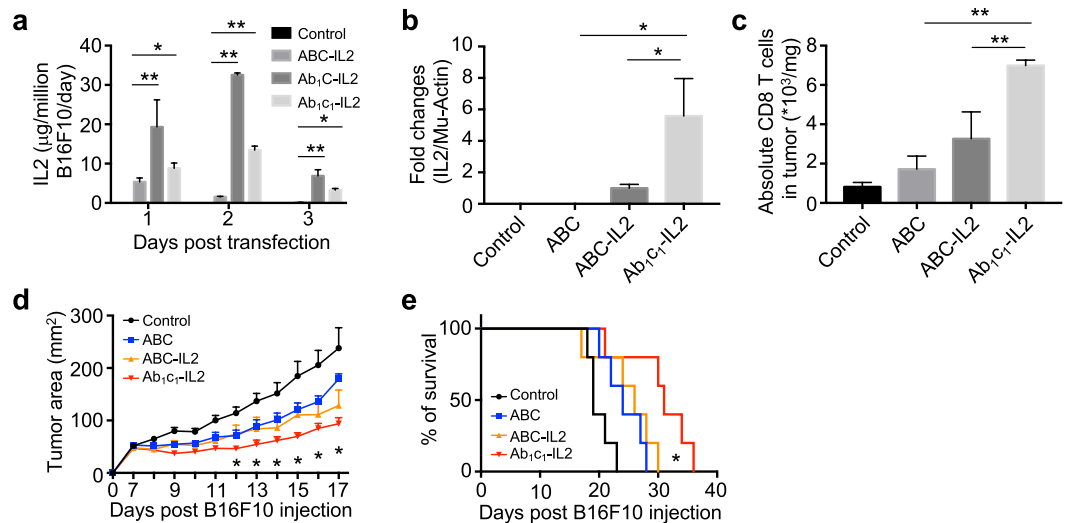 a
IL2 (µg/million
B16F10/day)
40
30
20
10
0
* ** ** ** * **
1 2 3
Days post transfection
Control
ABC-IL2
Ab₁C-IL2
Ab₁c₁-IL2
b
Fold changes
(IL2/Mu-Actin)
10
8
6
4
2
0
*
*
Control ABC ABC-IL2 Ab₁c₁-IL2
c
Absolute CD8 T cells
in tumor (*10³/mg)
8
6
4
2
0
**
**
Control ABC ABC-IL2 Ab₁c₁-IL2
d
Tumor area (mm²)
300
200
100
0
Control
ABC
ABC-IL2
Ab₁c₁-IL2
* * * * * *
0 7 9 11 13 15 17
Days post B16F10 injection
e
% of survival
100
50
0
Control
ABC
ABC-IL2
Ab₁c₁-IL2
*
0 10 20 30 40
Days post B16F10 injection